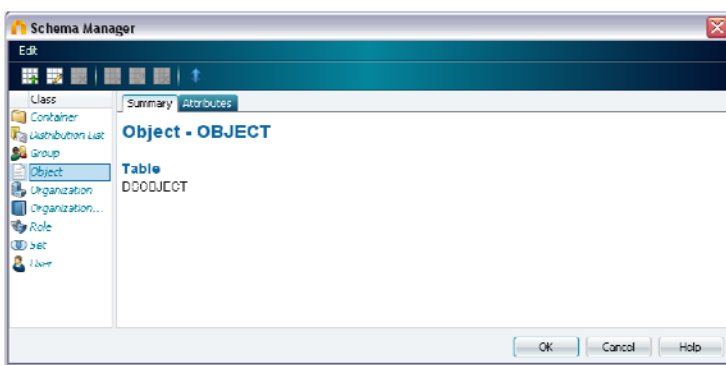 Schema Manager
Edit
Class
Summary Attributes
Container
Distribution List
Group
Object
Organization
Organization...
Role
Set
User
Object - OBJECT
Table
DSOBJECT
OK Cancel Help